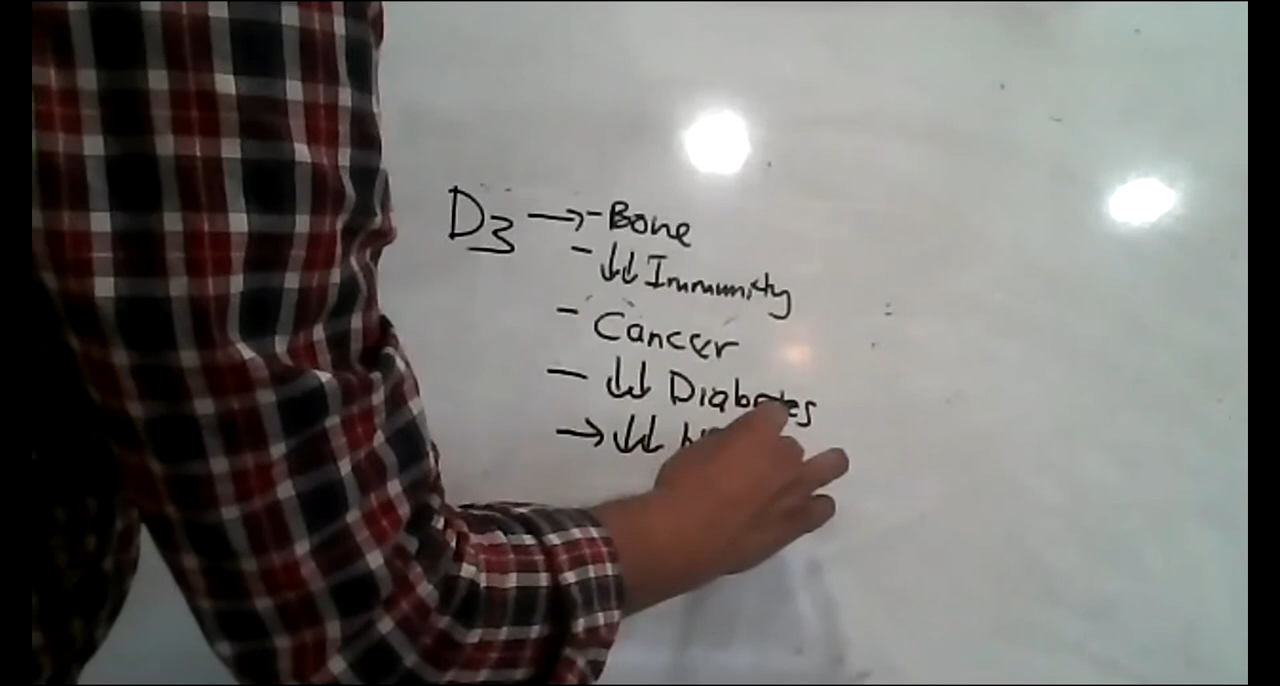 D3 → - Bone
- ↓↓ Immunity
- Cancer
- ↓↓ Diabetes
→ ↓↓